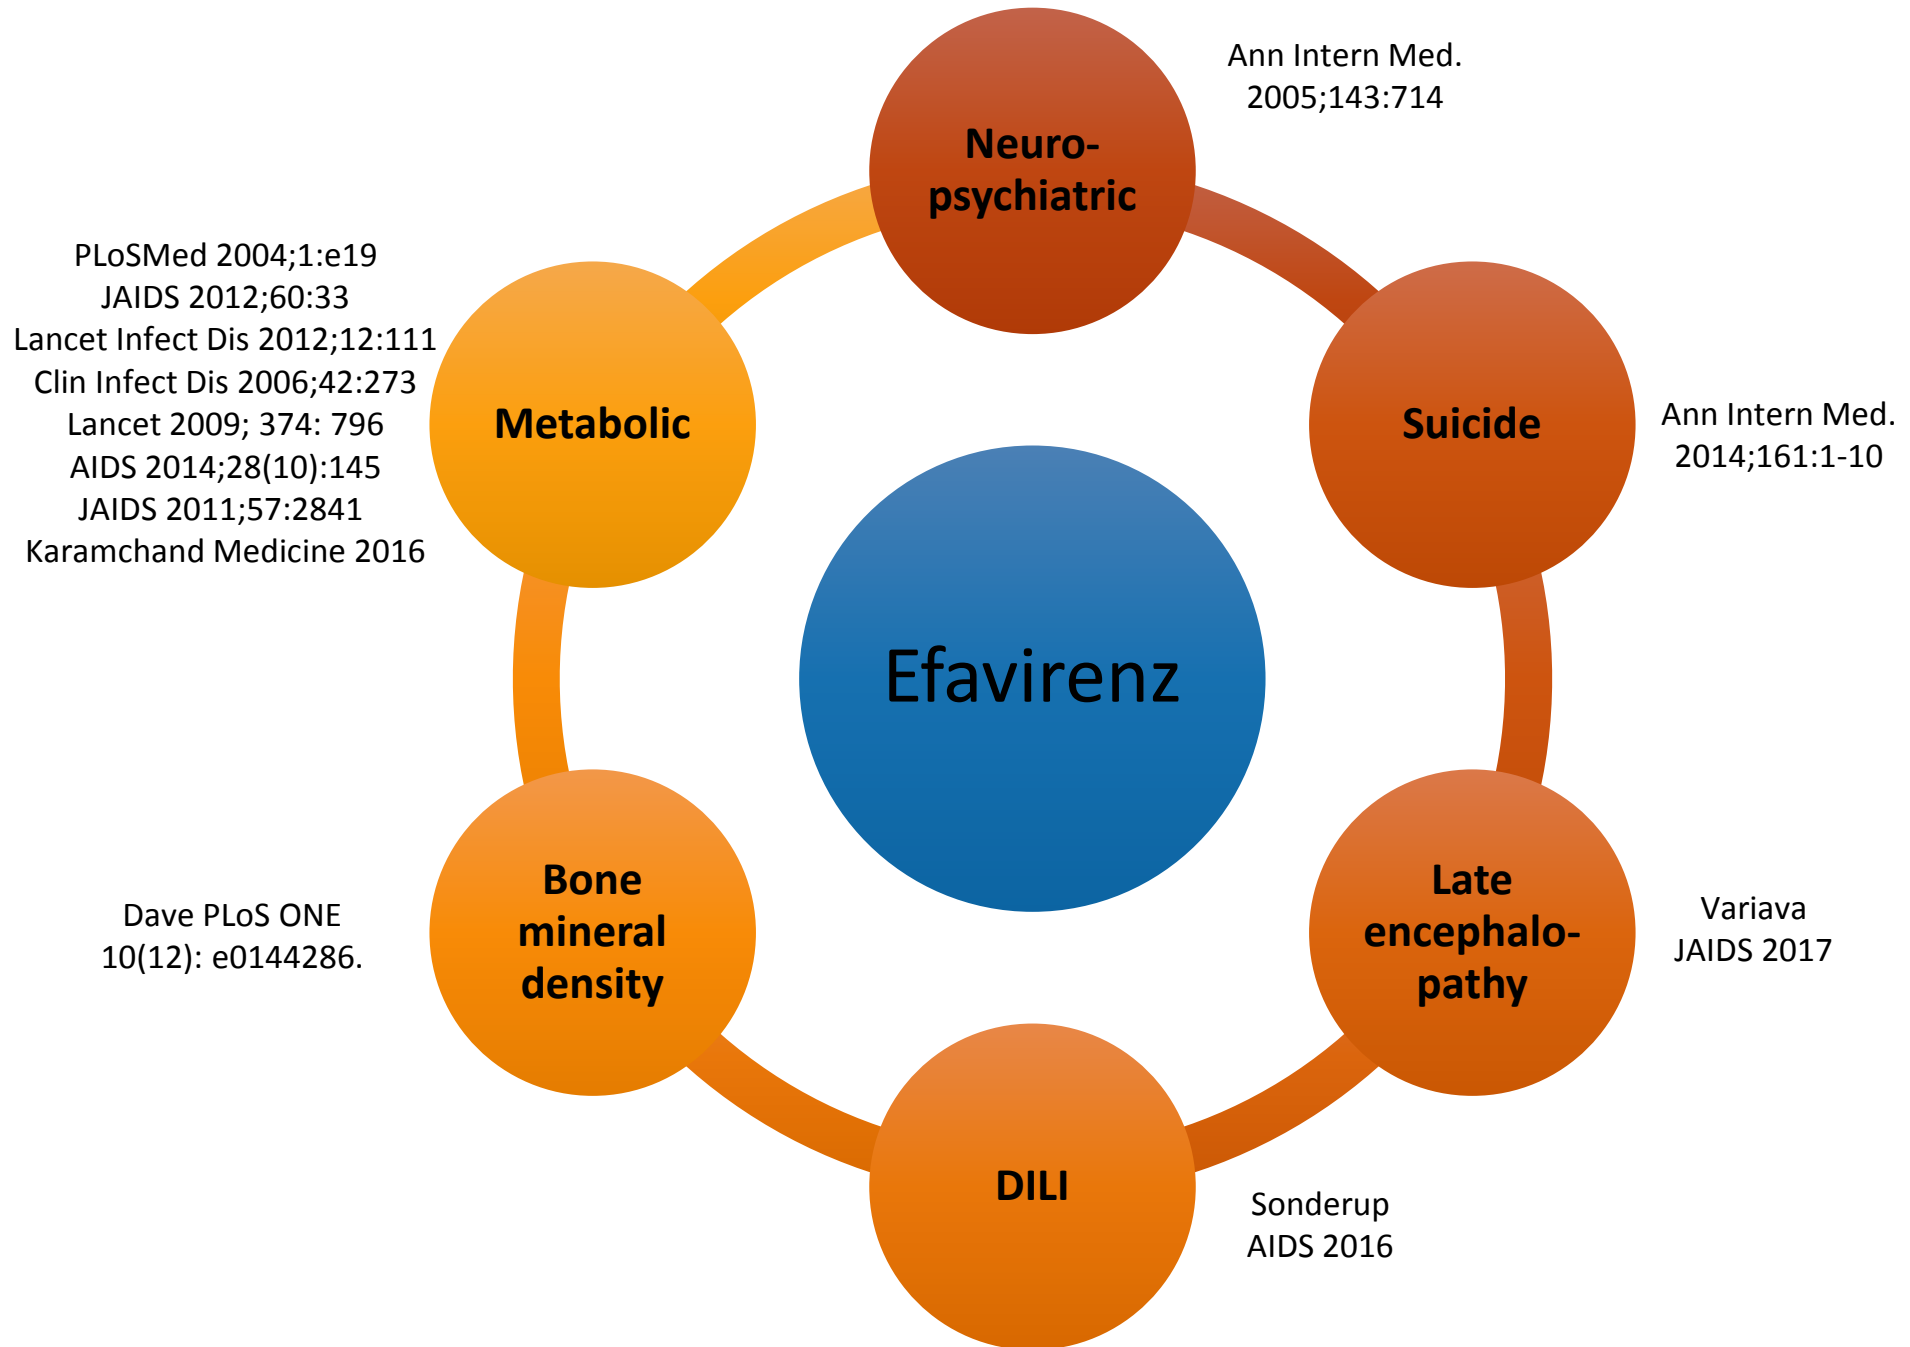 Ann Intern Med.
2005;143:714
Neuro-
psychiatric
PLoSMed 2004;1:e19
JAIDS 2012;60:33
Lancet Infect Dis 2012;12:111
Clin Infect Dis 2006;42:273
Lancet 2009; 374: 796
AIDS 2014;28(10):145
JAIDS 2011;57:2841
Karamchand Medicine 2016
Metabolic
Suicide
Ann Intern Med.
2014;161:1-10
Efavirenz
Dave PLoS ONE
10(12): e0144286.
Bone
mineral
density
Late
encephalo-
pathy
Variava
JAIDS 2017
DILI
Sonderup
AIDS 2016